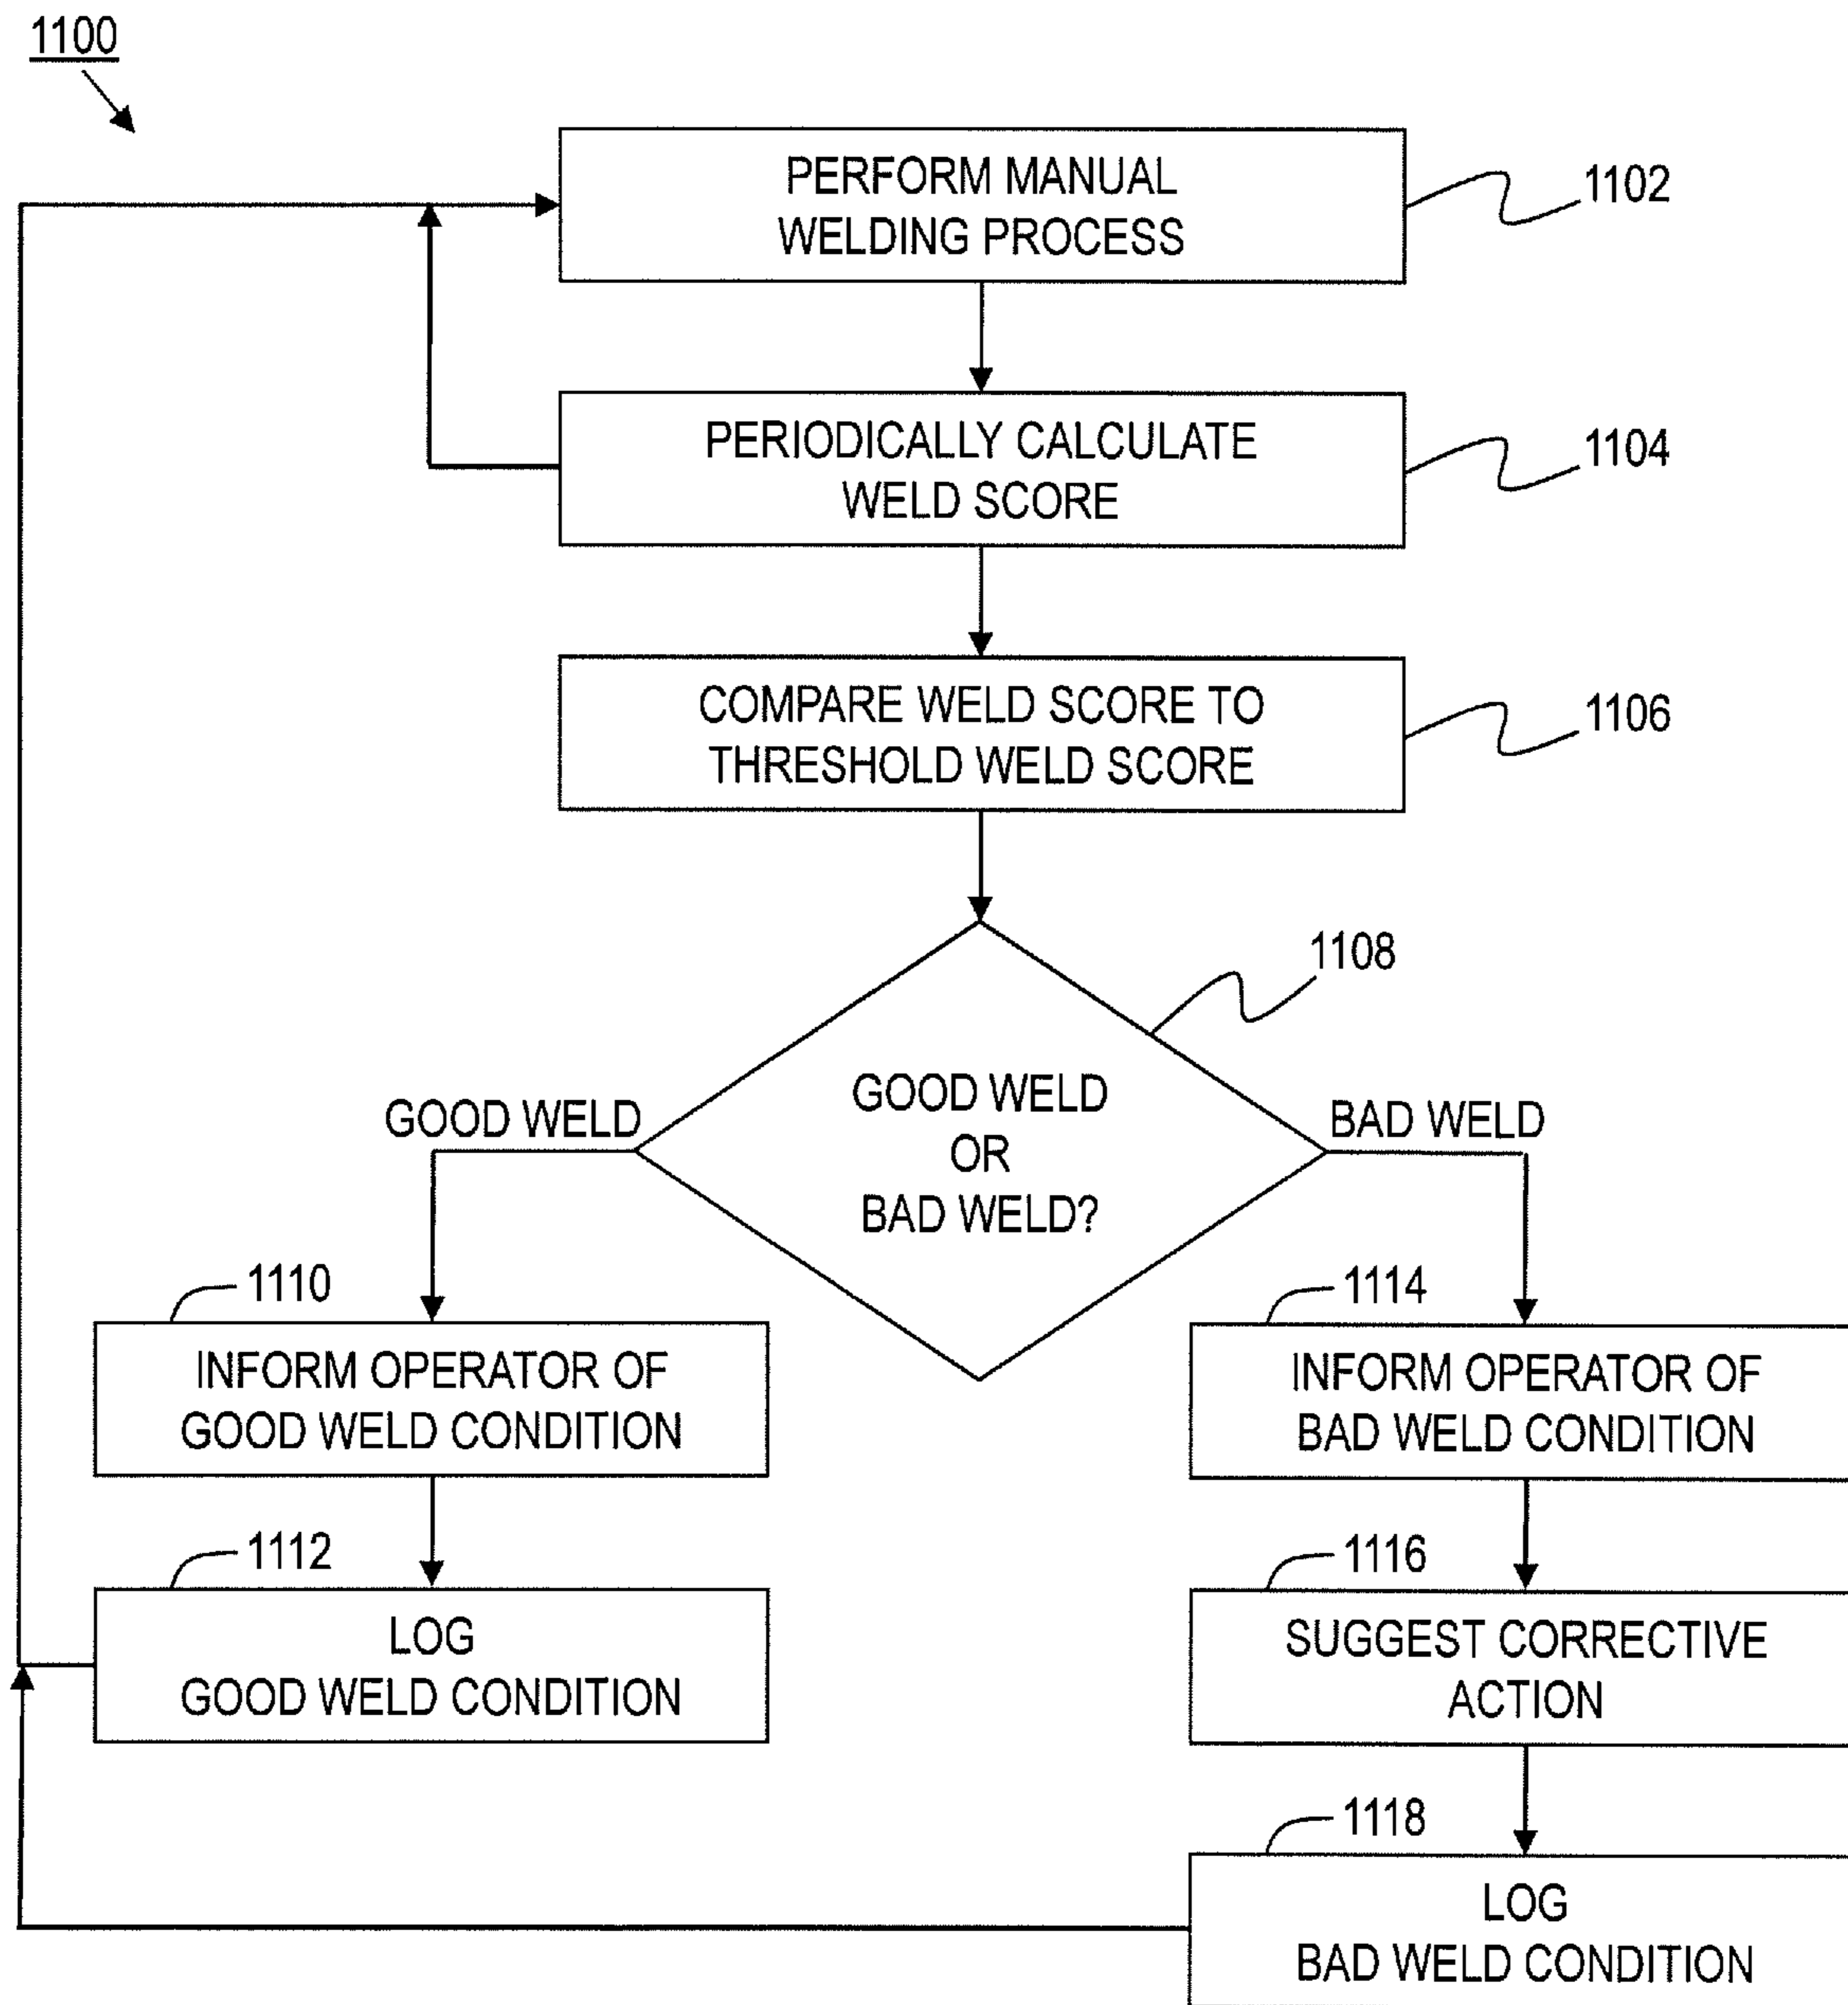 1100
PERFORM MANUAL
WELDING PROCESS
1102
PERIODICALLY CALCULATE
WELD SCORE
1104
COMPARE WELD SCORE TO
THRESHOLD WELD SCORE
1106
1108
GOOD WELD
OR
BAD WELD?
GOOD WELD
BAD WELD
1110
INFORM OPERATOR OF
GOOD WELD CONDITION
1112
LOG
GOOD WELD CONDITION
1114
INFORM OPERATOR OF
BAD WELD CONDITION
1116
SUGGEST CORRECTIVE
ACTION
1118
LOG
BAD WELD CONDITION